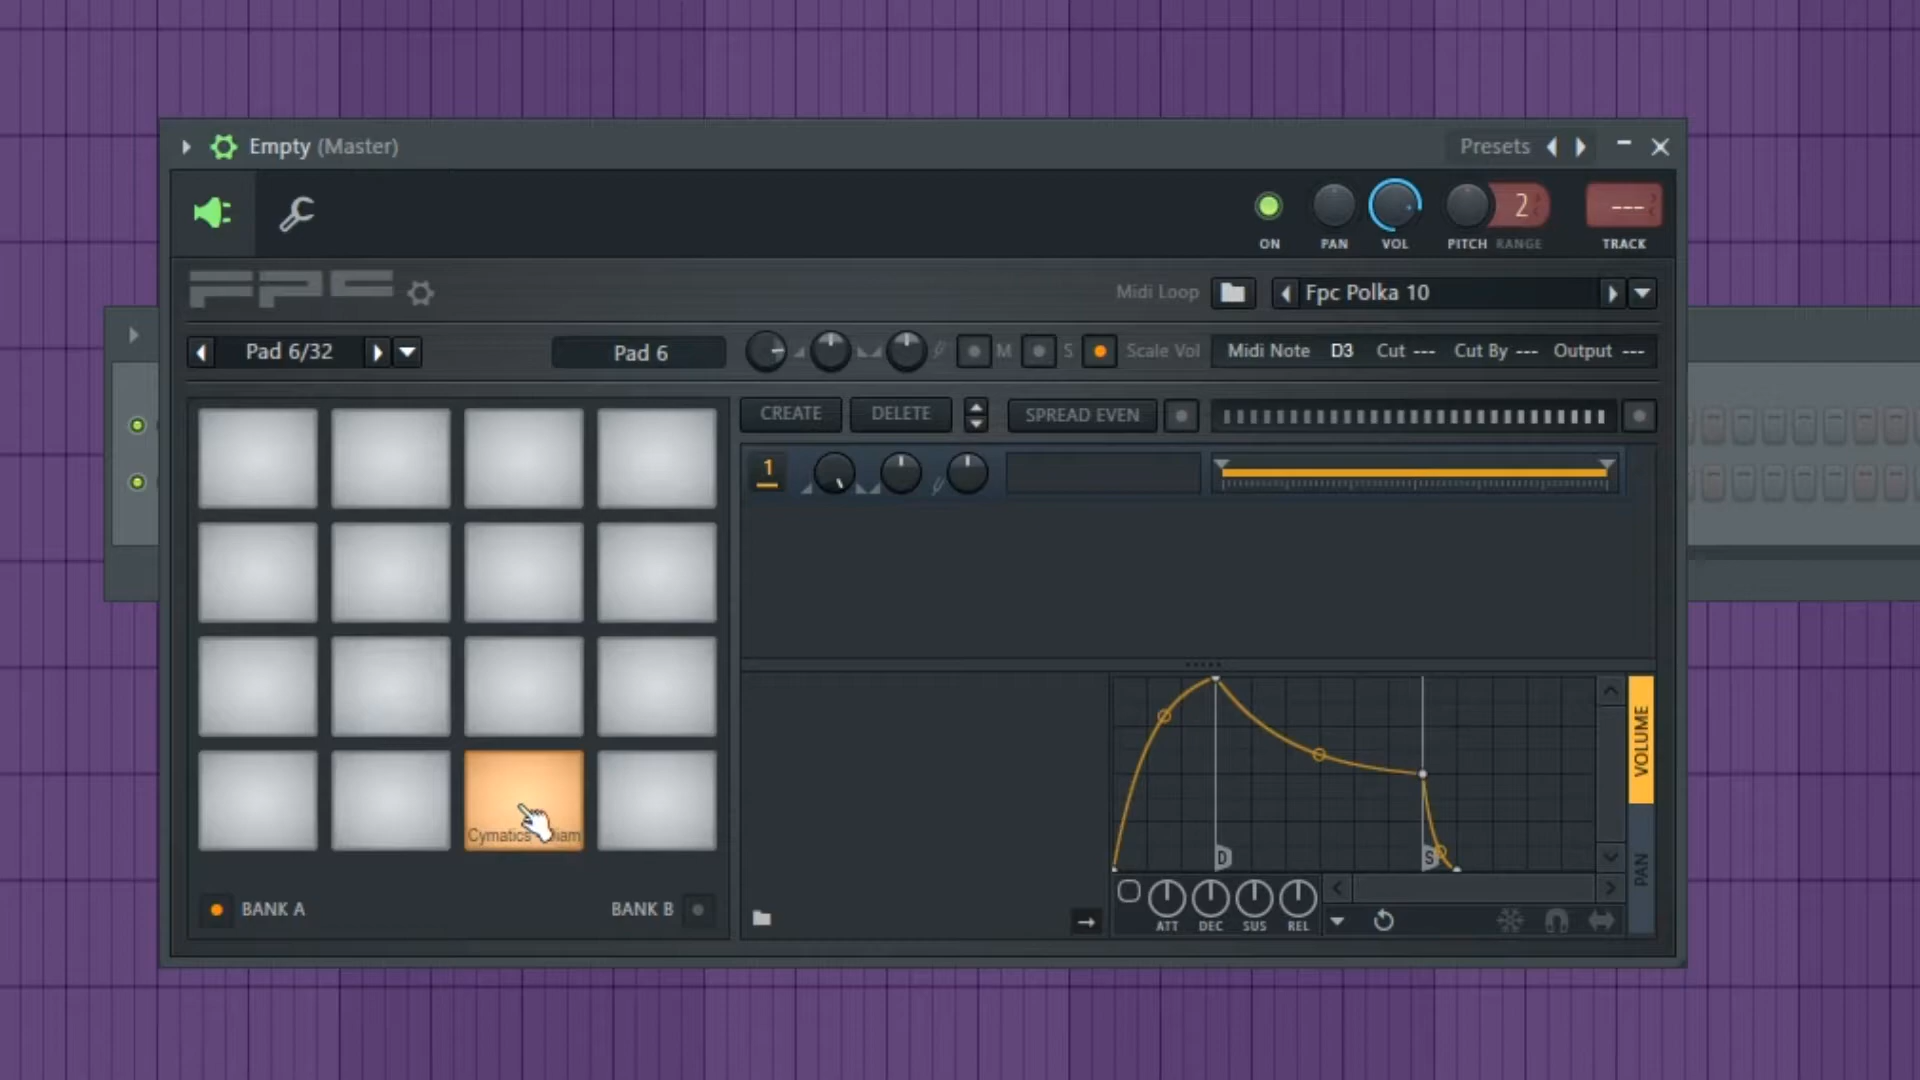 Empty (Master)
Presets
2
---
ON
PAN
VOL
PITCH
RANGE
TRACK
FPC
Midi Loop
Fpc Polka 10
Pad 6/32
Pad 6
M
S
Scale Vol
Midi Note
D3
Cut ---
Cut By ---
Output ---
CREATE
DELETE
SPREAD EVEN
1
Cymatics
BANK A
BANK B
D
S
VOLUME
PAN
ATT
DEC
SUS
REL